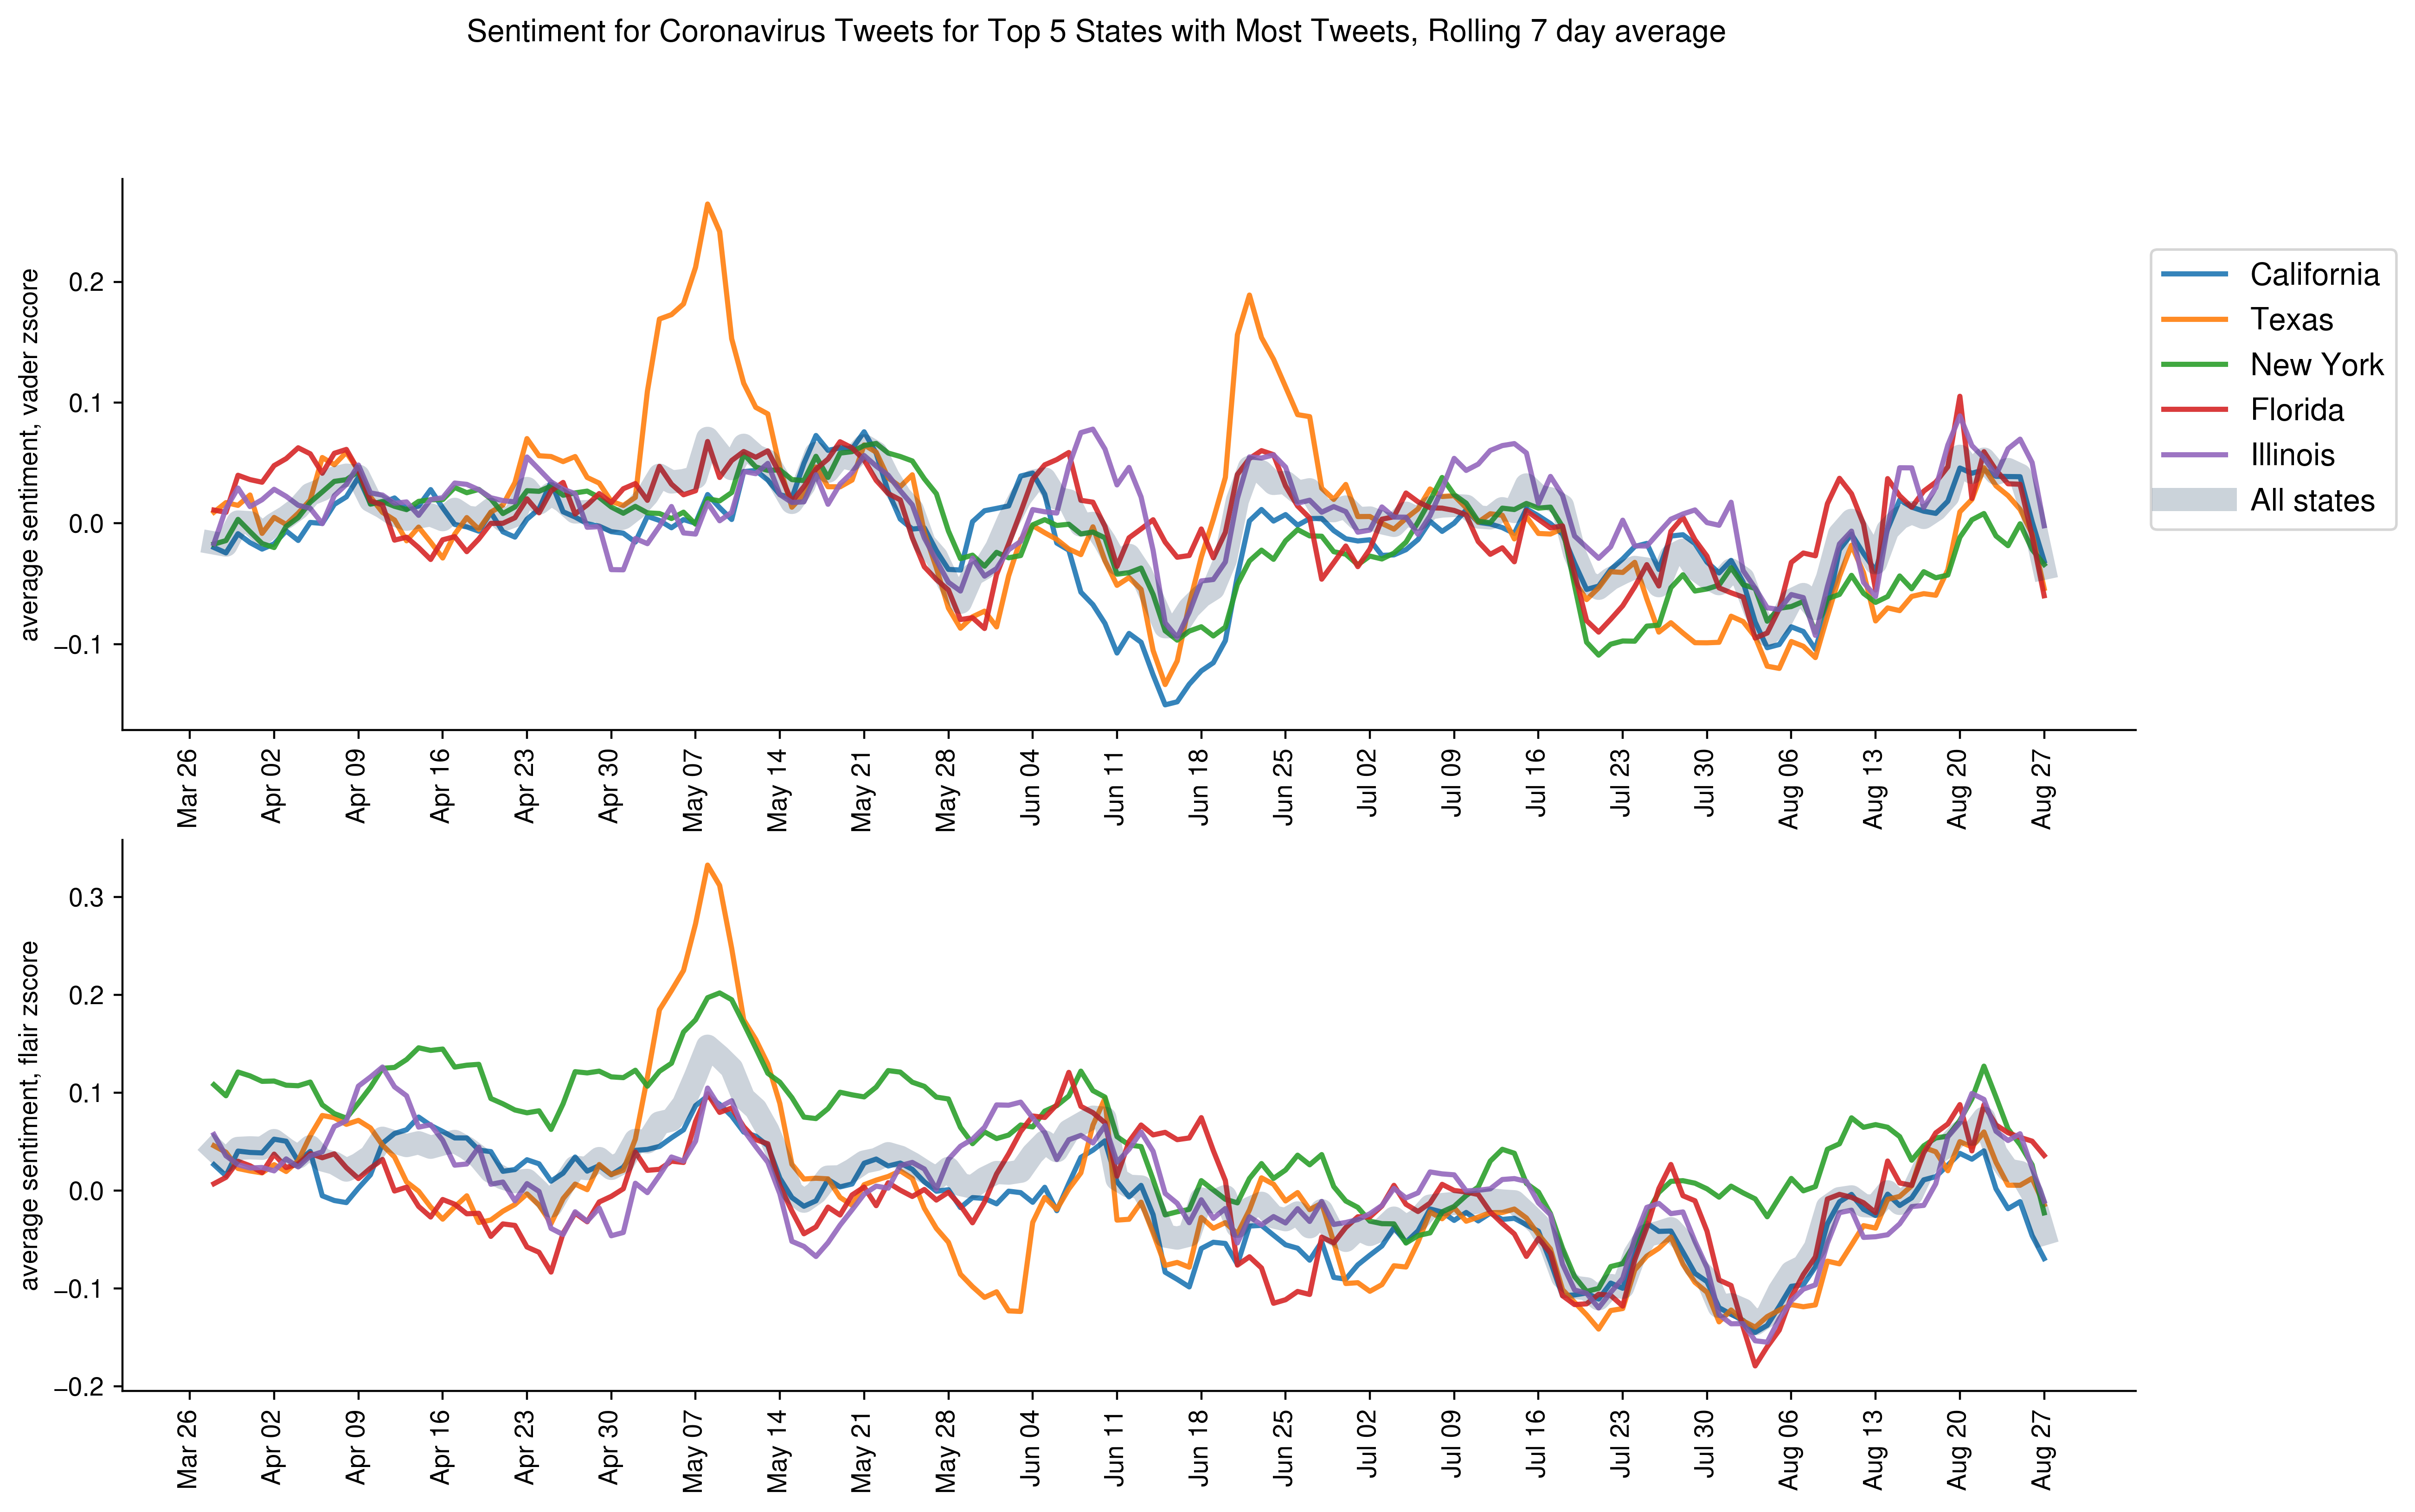 Sentiment for Coronavirus Tweets for Top 5 States with Most Tweets, Rolling 7 day average
average sentiment, vader zscore
0.2
0.1
0.0
−0.1
Mar 26
Apr 02
Apr 09
Apr 16
Apr 23
Apr 30
May 07
May 14
May 21
May 28
Jun 04
Jun 11
Jun 18
Jun 25
Jul 02
Jul 09
Jul 16
Jul 23
Jul 30
Aug 06
Aug 13
Aug 20
Aug 27
California
Texas
New York
Florida
Illinois
All states
average sentiment, flair zscore
0.3
0.2
0.1
0.0
−0.1
−0.2
Mar 26
Apr 02
Apr 09
Apr 16
Apr 23
Apr 30
May 07
May 14
May 21
May 28
Jun 04
Jun 11
Jun 18
Jun 25
Jul 02
Jul 09
Jul 16
Jul 23
Jul 30
Aug 06
Aug 13
Aug 20
Aug 27